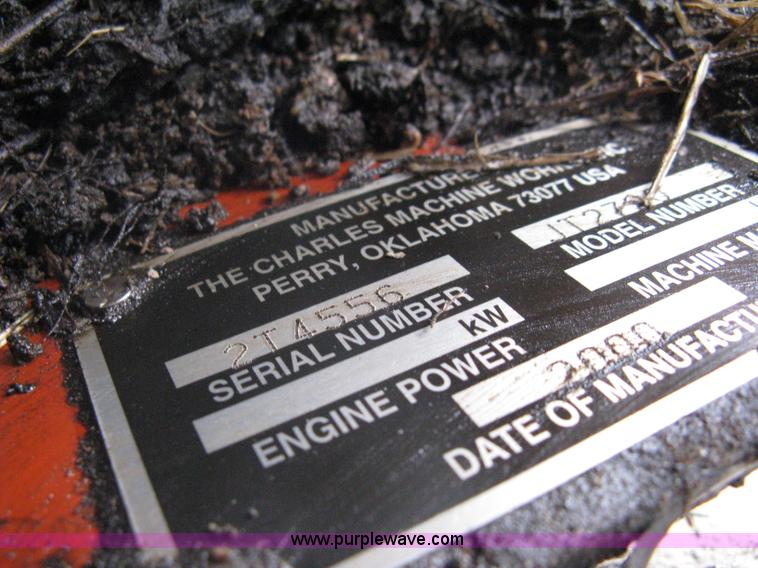 MANUFACTURE
THE CHARLES MACHINE WORKS, INC.
PERRY, OKLAHOMA 73077 USA
2T4556
SERIAL NUMBER
kW
ENGINE POWER
MODEL NUMBER
MACHINE M
2000
DATE OF MANUFACTU
www.purplewave.com